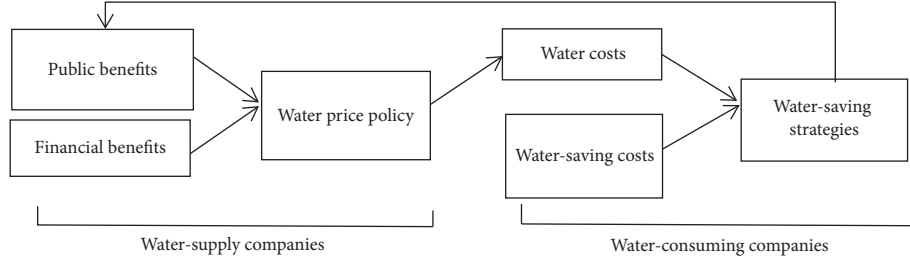 Public benefits
Financial benefits
Water price policy
Water costs
Water-saving costs
Water-saving
strategies
Water-supply companies
Water-consuming companies